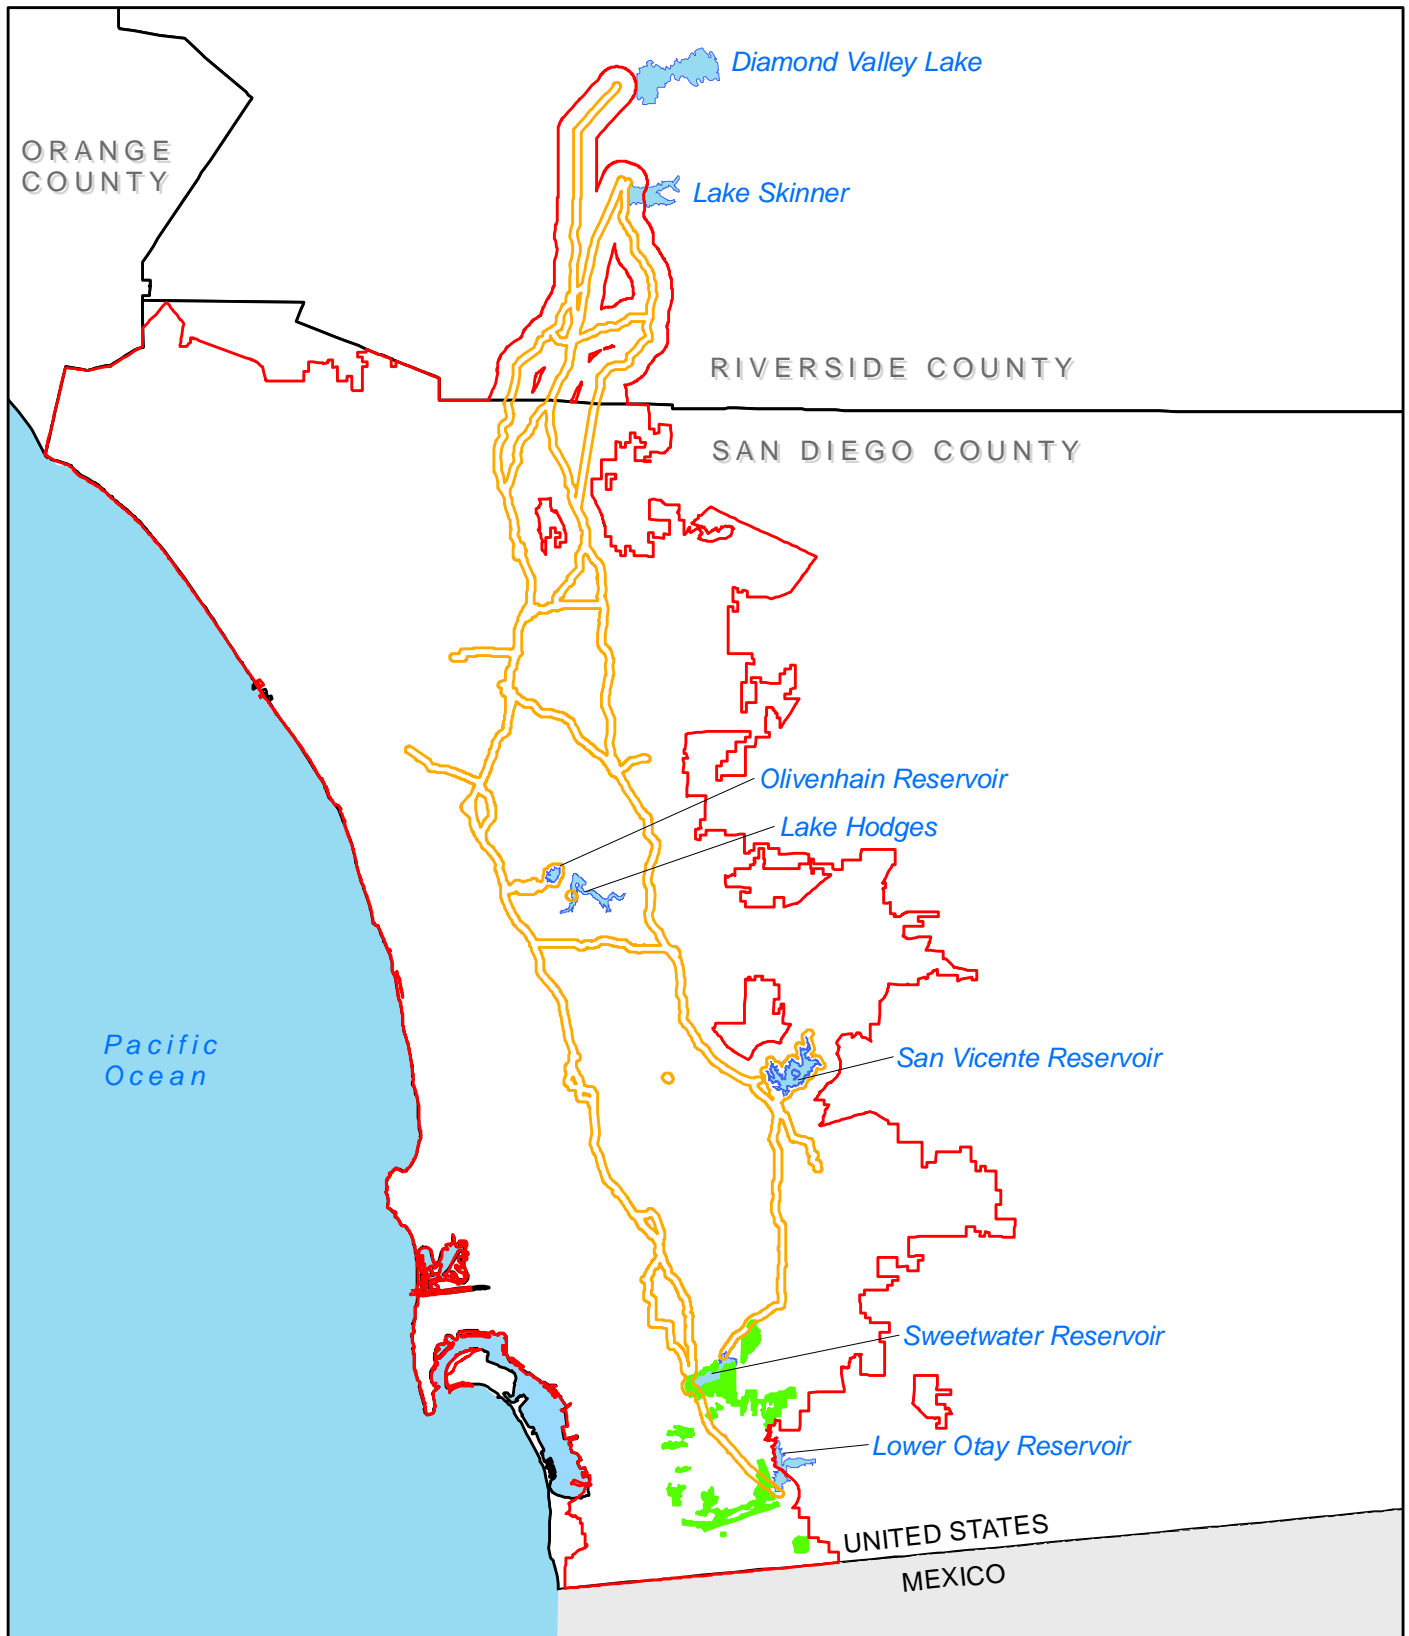 Diamond Valley Lake
ORANGE
COUNTY
Lake Skinner
RIVERSIDE COUNTY
SAN DIEGO COUNTY
Olivenhain Reservoir
Lake Hodges
Pacific
Ocean
San Vicente Reservoir
Sweetwater Reservoir
Lower Otay Reservoir
UNITED STATES
MEXICO